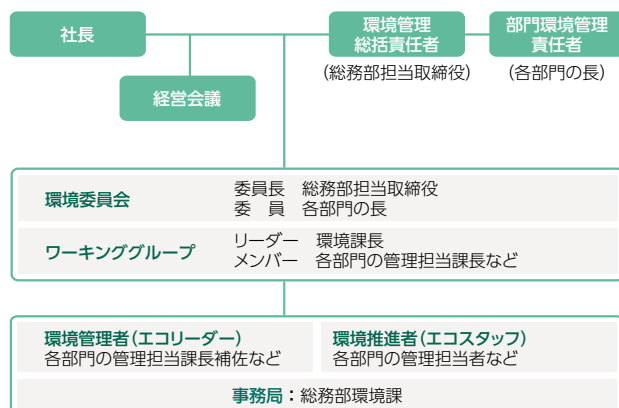 社長
環境管理
総括責任者
部門環境管理
責任者
(総務部担当取締役)
(各部門の長)
経営会議
環境委員会
委員長 総務部担当取締役
委 員 各部門の長
ワーキンググループ
リーダー 環境課長
メンバー 各部門の管理担当課長など
環境管理者(エコリーダー)
各部門の管理担当課長補佐など
環境推進者(エコスタッフ)
各部門の管理担当者など
事務局:総務部環境課